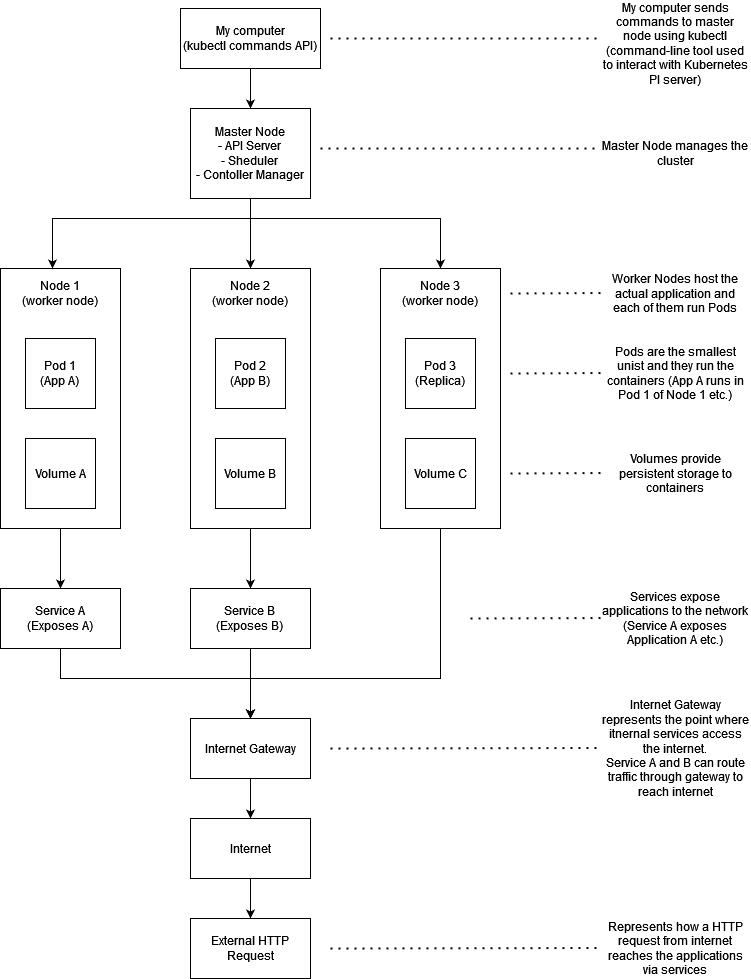 My computer
(kubectl commands API)
My computer sends
commands to master
node using kubectl
(command-line tool used
to interact with Kubernetes
PI server)
Master Node
- API Server
- Sheduler
- Contoller Manager
Master Node manages the
cluster
Node 1
(worker node)
Node 2
(worker node)
Node 3
(worker node)
Worker Nodes host the
actual application and
each of them run Pods
Pod 1
(App A)
Pod 2
(App B)
Pod 3
(Replica)
Pods are the smallest
unist and they run the
containers (App A runs in
Pod 1 of Node 1 etc.)
Volume A
Volume B
Volume C
Volumes provide
persistent storage to
containers
Service A
(Exposes A)
Service B
(Exposes B)
Services expose
applications to the network
(Service A exposes
Application A etc.)
Internet Gateway
Internet Gateway
represents the point where
itnernal services access
the internet.
Service A and B can route
traffic through gateway to
reach internet
Internet
External HTTP
Request
Represents how a HTTP
request from internet
reaches the applications
via services